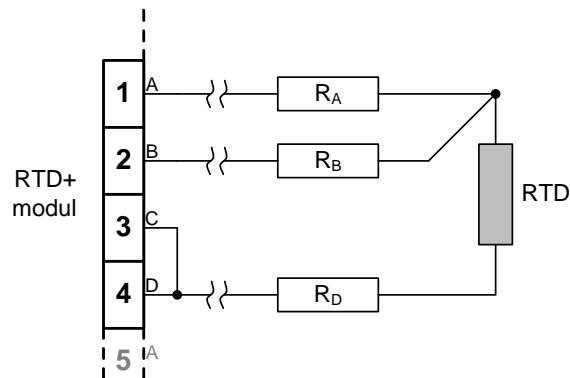 1 A R_A
2 B R_B
RTD+
modul
3 C
RTD
4 D R_D
5 A